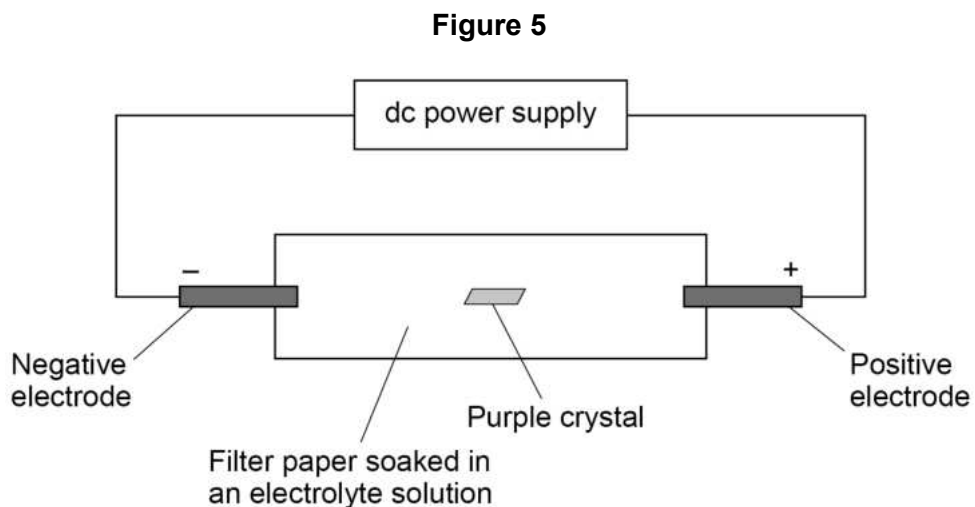 Figure 5
dc power supply
–
+
Negative
electrode
Positive
electrode
Purple crystal
Filter paper soaked in
an electrolyte solution